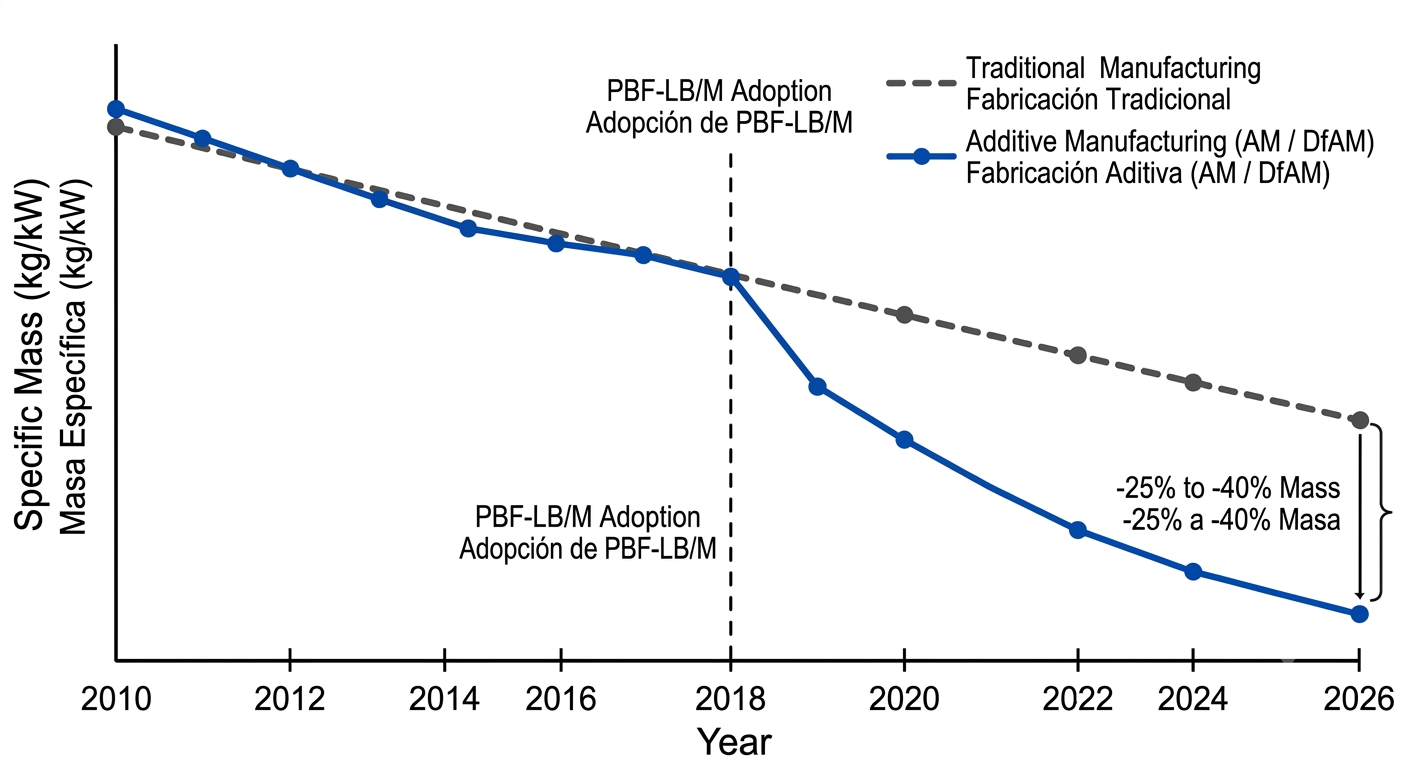 PBF-LB/M Adoption
Adopción de PBF-LB/M
Traditional Manufacturing
Fabricación Tradicional
Additive Manufacturing (AM / DfAM)
Fabricación Aditiva (AM / DfAM)
Specific Mass (kg/kW)
Masa Específica (kg/kW)
-25% to -40% Mass
-25% a -40% Masa
PBF-LB/M Adoption
Adopción de PBF-LB/M
2010 2012 2014 2016 2018 2020 2022 2024 2026
Year